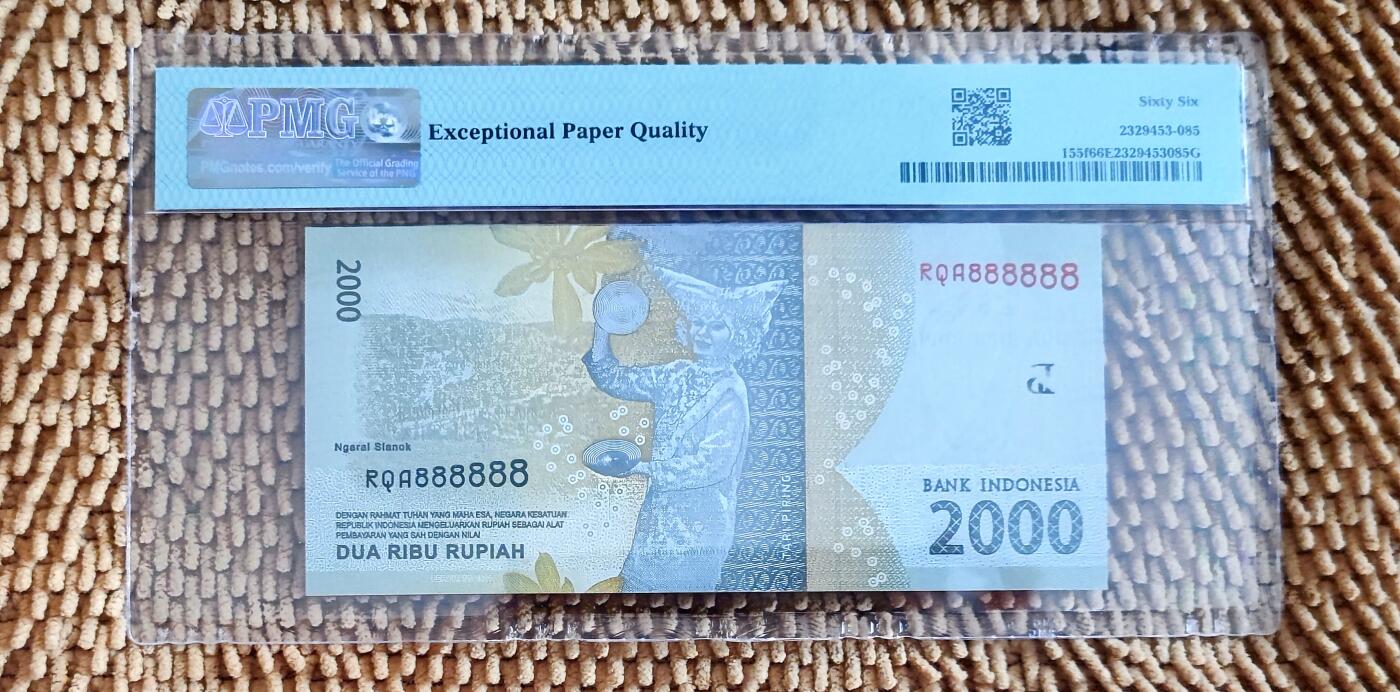 PMG
PMGnotes.com/verify
The Official Grading
Service of the PNG
Exceptional Paper Quality
Sixty Six
2329453-085
155f66E2329453085G
2000
RQA888888
Ngarai Sianok
RQA888888
DENGAN RAHMAT TUHAN YANG MAHA ESA, NEGARA KESATUAN
REPUBLIK INDONESIA MENGELUARKAN RUPIAH SEBAGAI ALAT
PEMBAYARAN YANG SAH DENGAN NILAI
DUA RIBU RUPIAH
TARI PIRING
BANK INDONESIA
2000